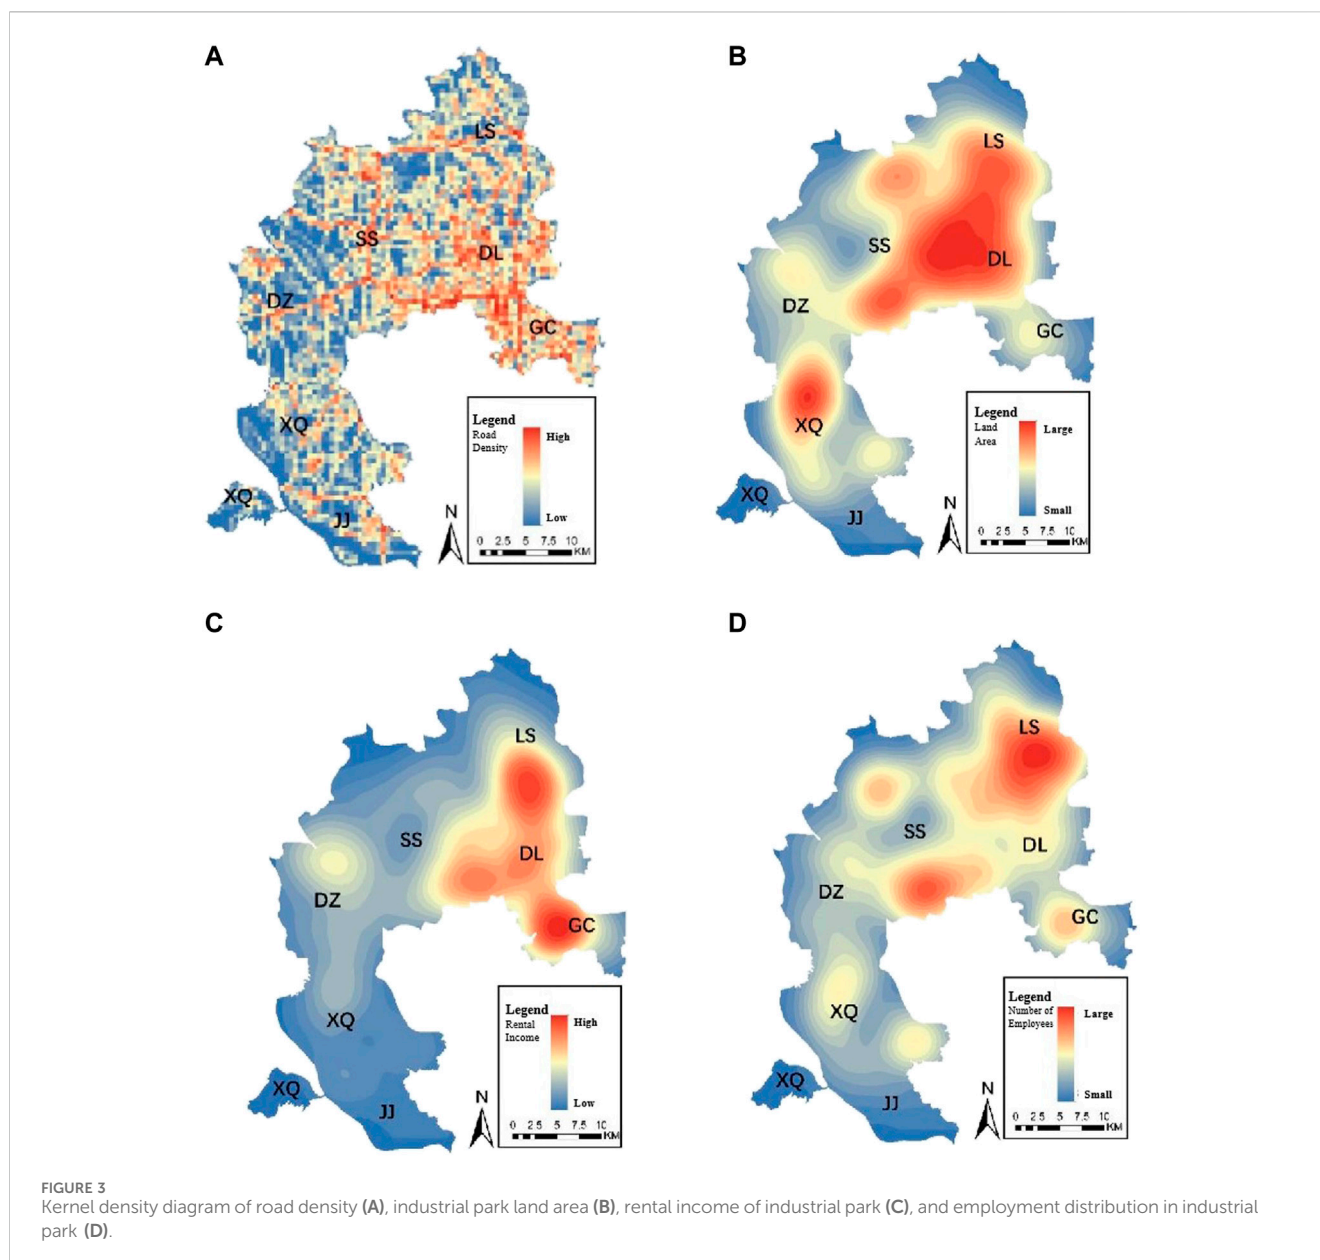 A
LS
SS
DL
DZ
GC
XQ
XQ
JJ
N
Legend
Road
Density
High
Low
0 2.5 5 7.5 10
KM
B
LS
SS
DL
DZ
GC
XQ
XQ
JJ
N
Legend
Land
Area
Large
Small
0 2.5 5 7.5 10
KM
C
LS
SS
DL
DZ
GC
XQ
XQ
JJ
N
Legend
Rental
Income
High
Low
0 2.5 5 7.5 10
KM
D
LS
SS
DL
DZ
GC
XQ
XQ
JJ
N
Legend
Number of
Employees
Large
Small
0 2.5 5 7.5 10
KM
FIGURE 3
Kernel density diagram of road density (A), industrial park land area (B), rental income of industrial park (C), and employment distribution in industrial
park (D).